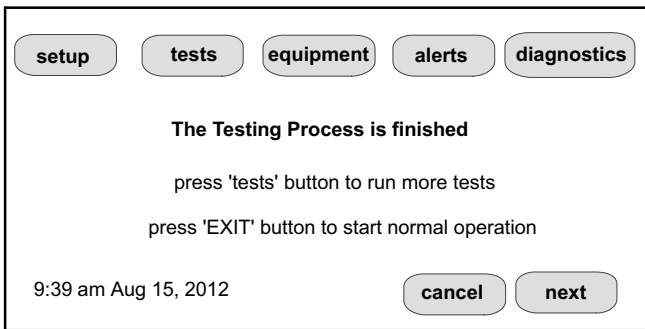 setup tests equipment alerts diagnostics
The Testing Process is finished
press 'tests' button to run more tests
press 'EXIT' button to start normal operation
9:39 am Aug 15, 2012 cancel next